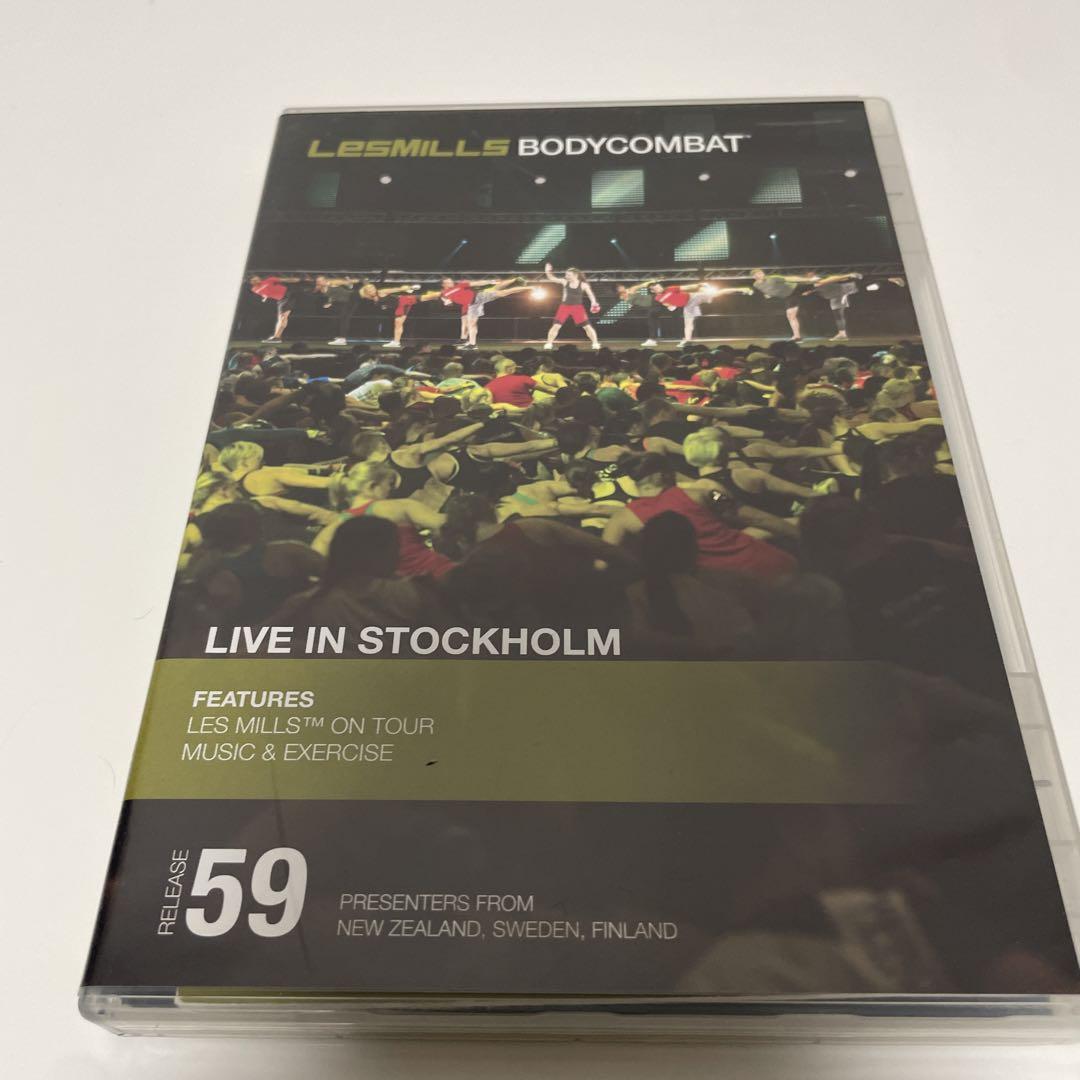 LESMILLS BODYCOMBAT™
LIVE IN STOCKHOLM
FEATURES
LES MILLS™ ON TOUR
MUSIC & EXERCISE
RELEASE 59
PRESENTERS FROM
NEW ZEALAND, SWEDEN, FINLAND